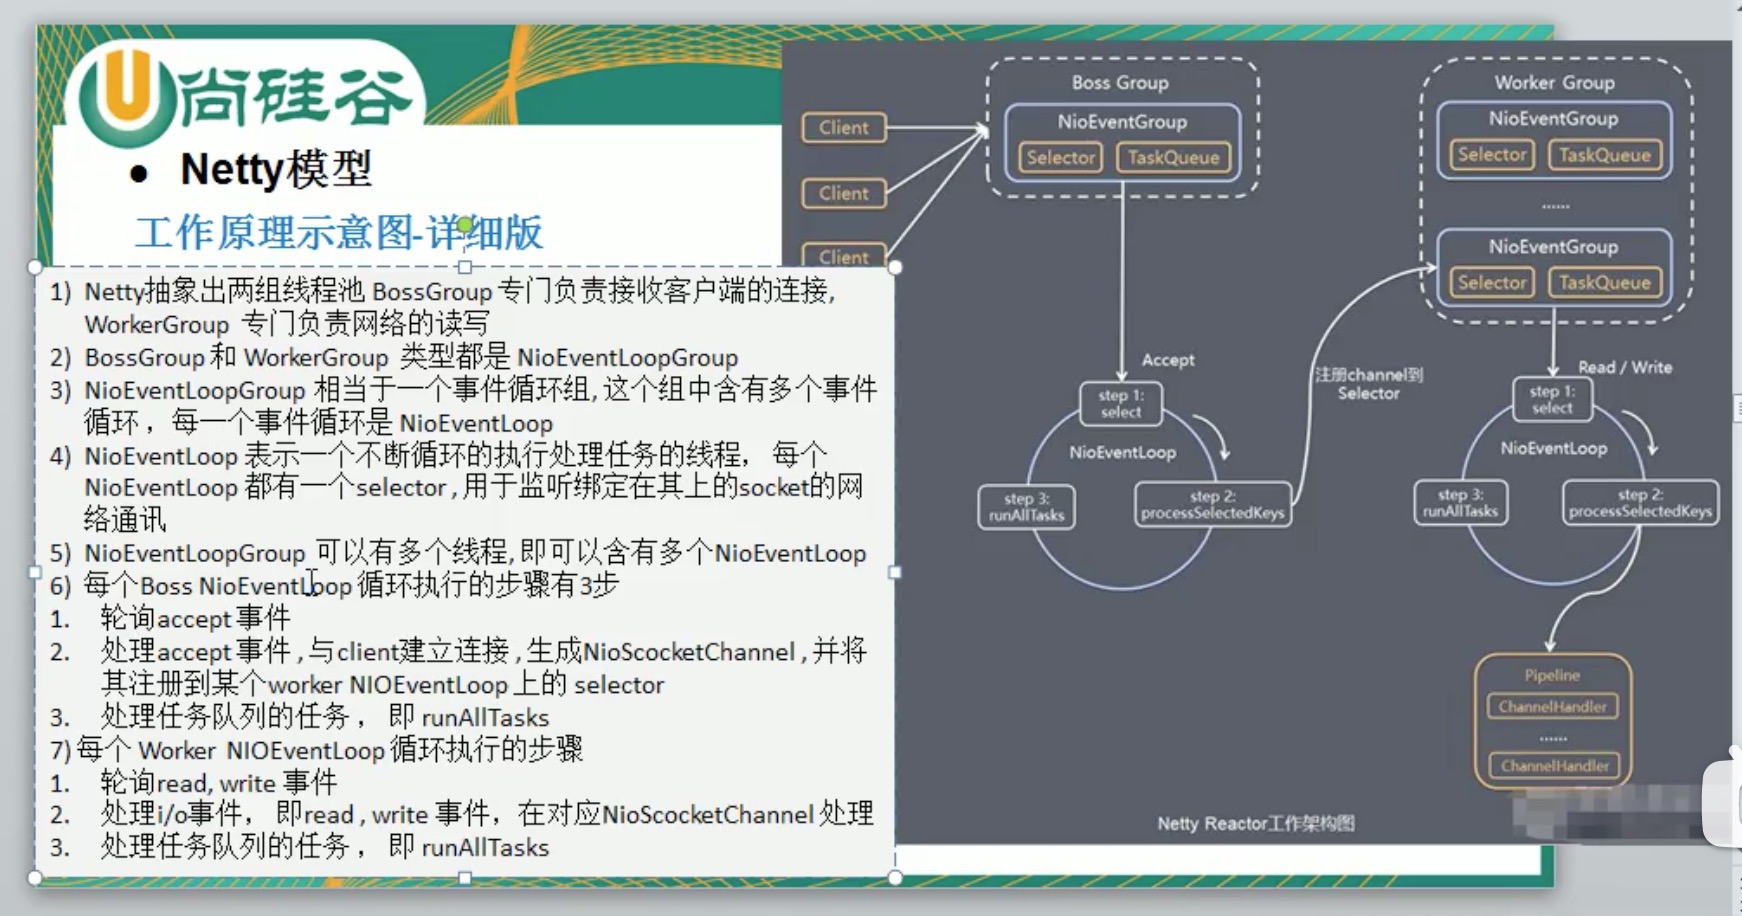 尚硅谷
● Netty模型
工作原理示意图-详细版
1) Netty抽象出两组线程池 BossGroup 专门负责接收客户端的连接,
WorkerGroup 专门负责网络的读写
2) BossGroup 和 WorkerGroup 类型都是 NioEventLoopGroup
3) NioEventLoopGroup 相当于一个事件循环组, 这个组中含有多个事件
循环 ，每一个事件循环是 NioEventLoop
4) NioEventLoop 表示一个不断循环的执行处理任务的线程， 每个
NioEventLoop 都有一个selector , 用于监听绑定在其上的socket的网
络通讯
5) NioEventLoopGroup 可以有多个线程, 即可以含有多个NioEventLoop
6) 每个Boss NioEventLoop 循环执行的步骤有3步
1. 轮询accept 事件
2. 处理accept 事件 , 与client建立连接 , 生成NioScocketChannel , 并将
其注册到某个worker NIOEventLoop 上的 selector
3. 处理任务队列的任务 ， 即 runAllTasks
7) 每个 Worker NIOEventLoop 循环执行的步骤
1. 轮询read, write 事件
2. 处理i/o事件， 即read , write 事件，在对应NioScocketChannel 处理
3. 处理任务队列的任务 ， 即 runAllTasks
Client
Client
Client
Boss Group
NioEventGroup
Selector TaskQueue
Accept
step 1:
select
NioEventLoop
step 2:
processSelectedKeys
step 3:
runAllTasks
注册channel到
Selector
Worker Group
NioEventGroup
Selector TaskQueue
......
NioEventGroup
Selector TaskQueue
Read / Write
step 1:
select
NioEventLoop
step 2:
processSelectedKeys
step 3:
runAllTasks
Pipeline
ChannelHandler
......
ChannelHandler
Netty Reactor工作架构图